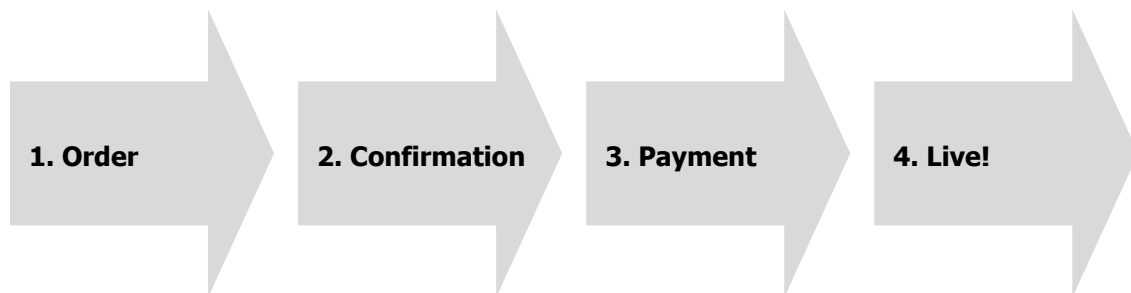 1. Order
2. Confirmation
3. Payment
4. Live!